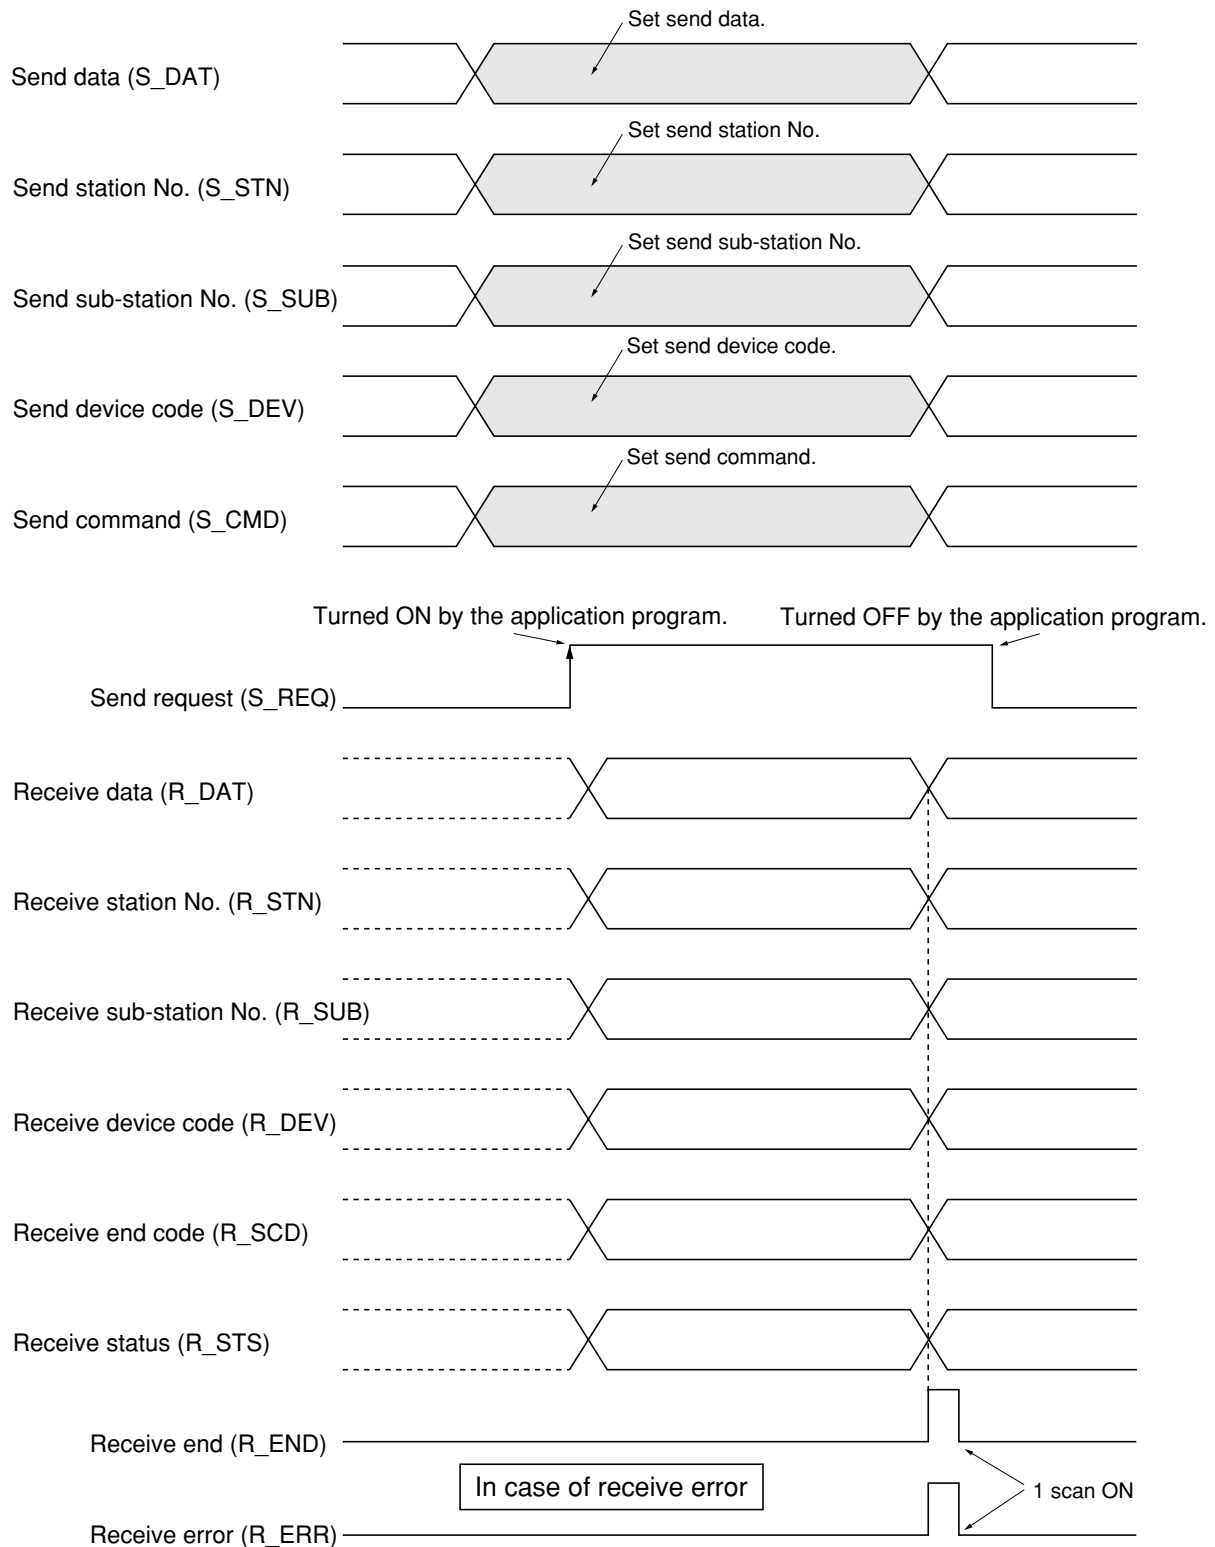 Set send data.
Send data (S_DAT)
Set send station No.
Send station No. (S_STN)
Set send sub-station No.
Send sub-station No. (S_SUB)
Set send device code.
Send device code (S_DEV)
Set send command.
Send command (S_CMD)
Turned ON by the application program.
Turned OFF by the application program.
Send request (S_REQ)
Receive data (R_DAT)
Receive station No. (R_STN)
Receive sub-station No. (R_SUB)
Receive device code (R_DEV)
Receive end code (R_SCD)
Receive status (R_STS)
Receive end (R_END)
In case of receive error
1 scan ON
Receive error (R_ERR)